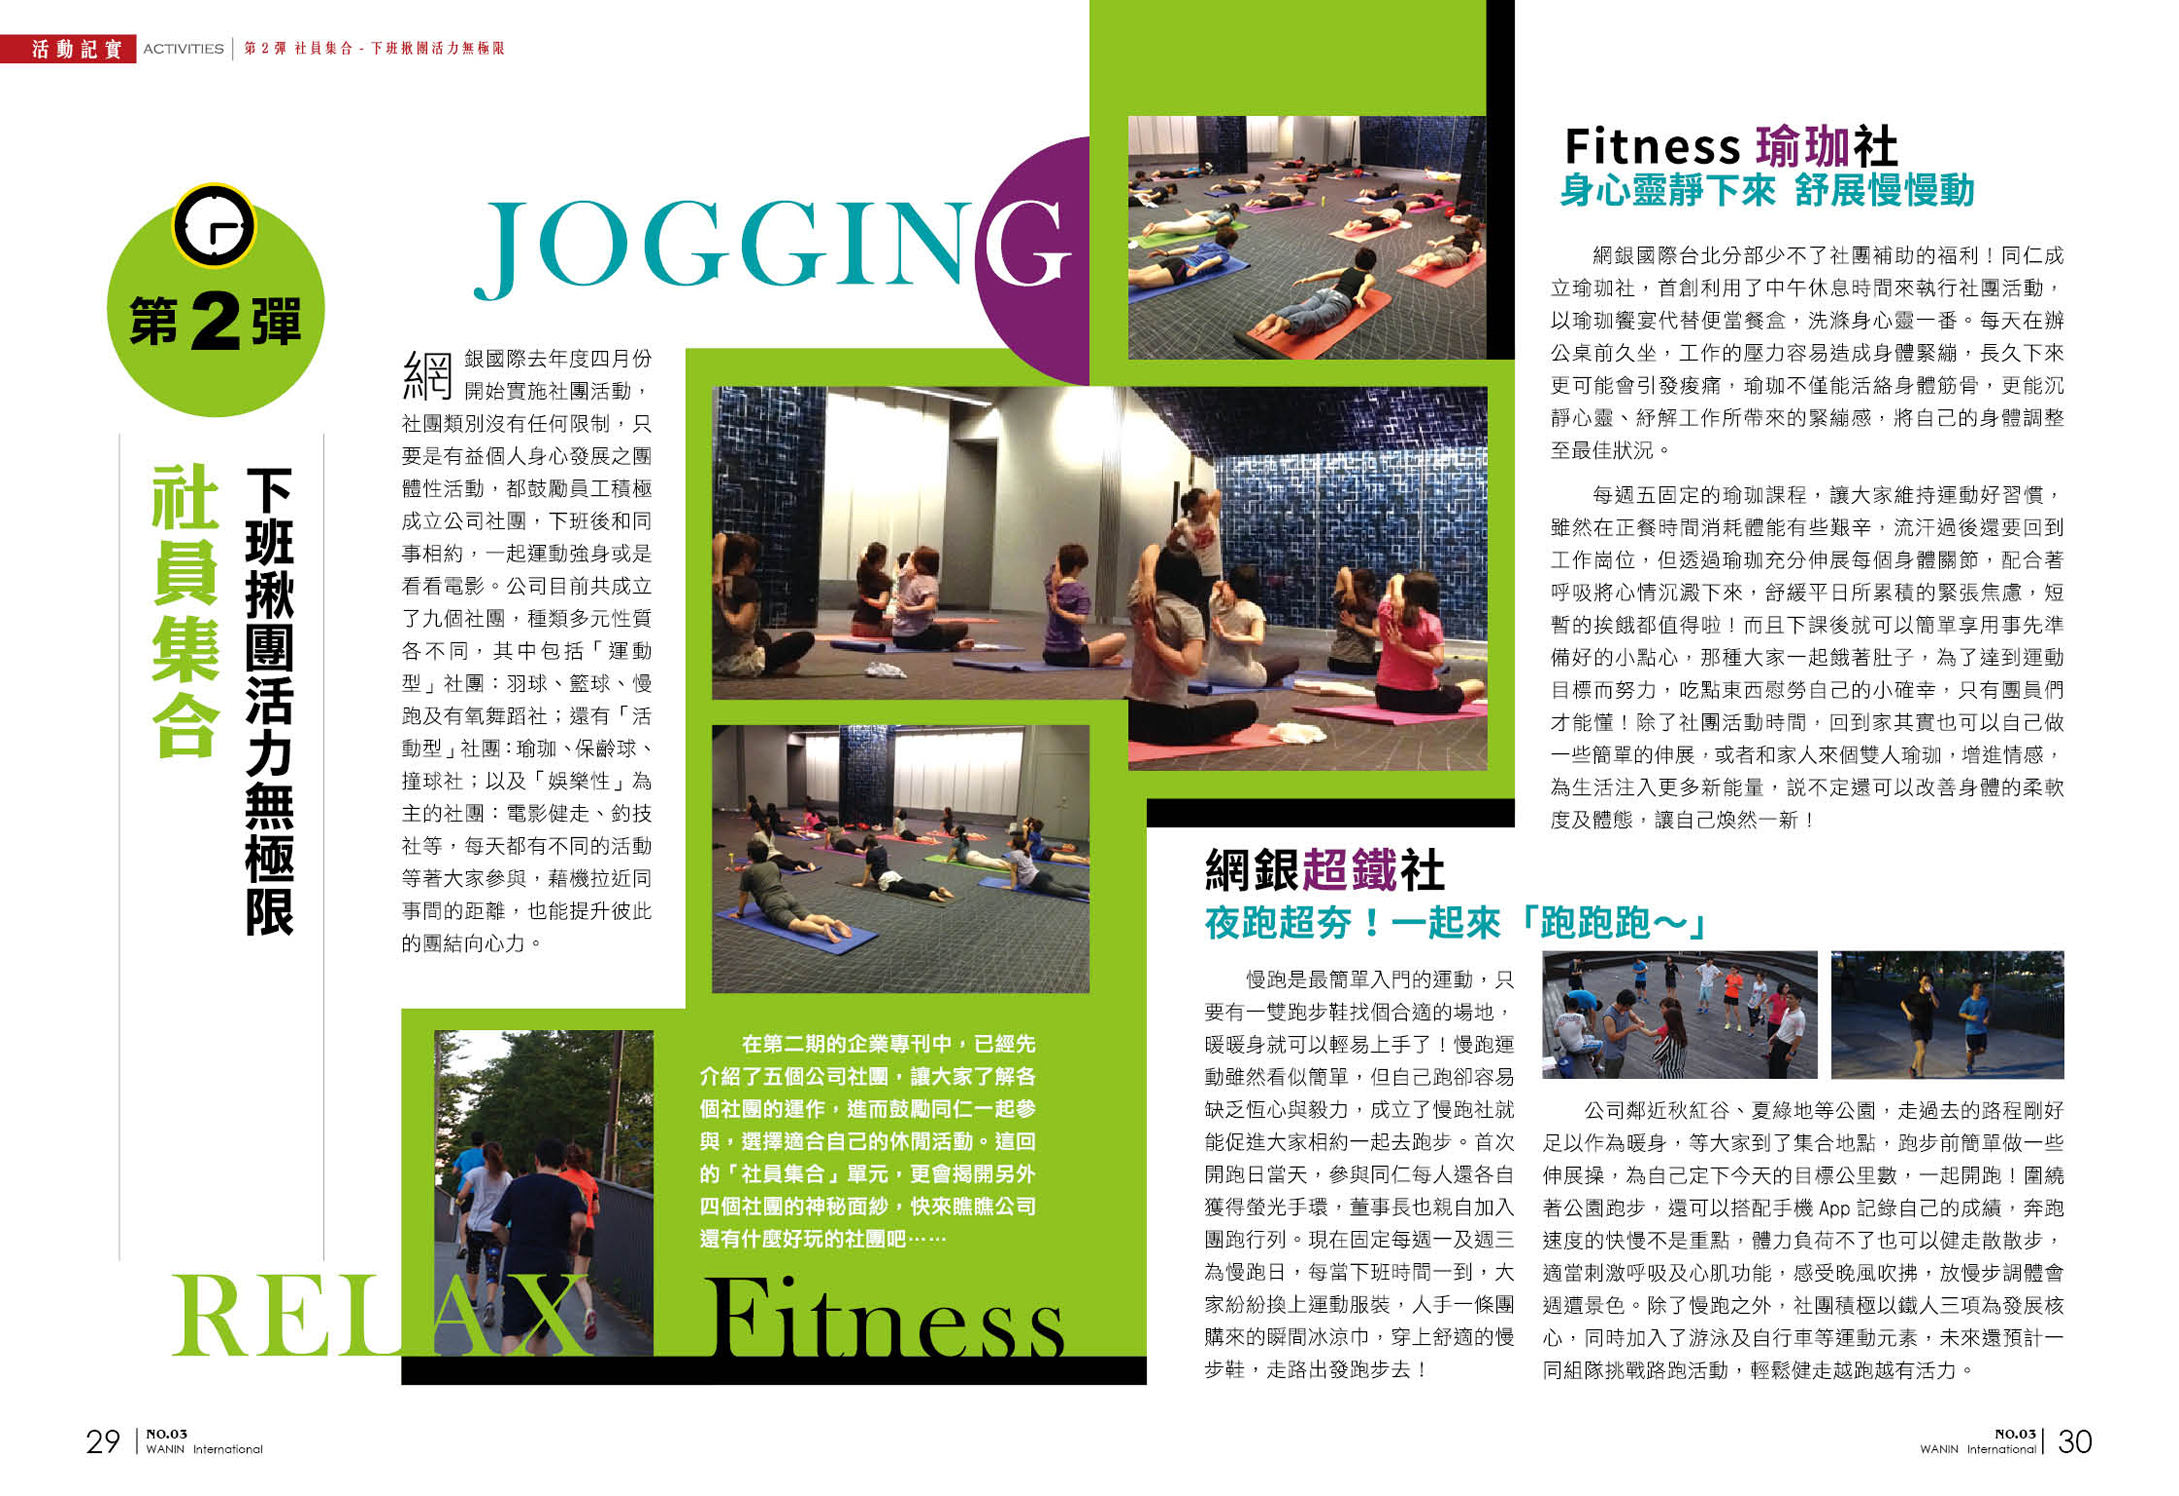 活動記實 ACTIVITIES 第2彈 社員集合 - 下班揪團活力無極限
第2彈
社員集合
下班揪團活力無極限
JOGGING
網銀國際去年度四月份
開始實施社團活動，
社團類別沒有任何限制，只
要是有益個人身心發展之團
體性活動，都鼓勵員工積極
成立公司社團，下班後和同
事相約，一起運動強身或是
看看電影。公司目前共成立
了九個社團，種類多元性質
各不同，其中包括「運動
型」社團：羽球、籃球、慢
跑及有氧舞蹈社；還有「活
動型」社團：瑜珈、保齡球、
撞球社；以及「娛樂性」為
主的社團：電影健走、釣技
社等，每天都有不同的活動
等著大家參與，藉機拉近同
事間的距離，也能提升彼此
的團結向心力。
在第二期的企業專刊中，已經先
介紹了五個公司社團，讓大家了解各
個社團的運作，進而鼓勵同仁一起參
與，選擇適合自己的休閒活動。這回
的「社員集合」單元，更會揭開另外
四個社團的神秘面紗，快來瞧瞧公司
還有什麼好玩的社團吧……
RELAX Fitness
Fitness 瑜珈社
身心靈靜下來 舒展慢慢動
網銀國際台北分部少不了社團補助的福利！同仁成
立瑜珈社，首創利用了中午休息時間來執行社團活動，
以瑜珈饗宴代替便當餐盒，洗滌身心靈一番。每天在辦
公桌前久坐，工作的壓力容易造成身體緊繃，長久下來
更可能會引發痠痛，瑜珈不僅能活絡身體筋骨，更能沉
靜心靈、紓解工作所帶來的緊繃感，將自己的身體調整
至最佳狀況。
每週五固定的瑜珈課程，讓大家維持運動好習慣，
雖然在正餐時間消耗體能有些艱辛，流汗過後還要回到
工作崗位，但透過瑜珈充分伸展每個身體關節，配合著
呼吸將心情沉澱下來，舒緩平日所累積的緊張焦慮，短
暫的挨餓都值得啦！而且下課後就可以簡單享用事先準
備好的小點心，那種大家一起餓著肚子，為了達到運動
目標而努力，吃點東西慰勞自己的小確幸，只有團員們
才能懂！除了社團活動時間，回到家其實也可以自己做
一些簡單的伸展，或者和家人來個雙人瑜珈，增進情感，
為生活注入更多新能量，說不定還可以改善身體的柔軟
度及體態，讓自己煥然一新！
網銀超鐵社
夜跑超夯！一起來「跑跑跑～」
慢跑是最簡單入門的運動，只
要有一雙跑步鞋找個合適的場地，
暖暖身就可以輕易上手了！慢跑運
動雖然看似簡單，但自己跑卻容易
缺乏恆心與毅力，成立了慢跑社就
能促進大家相約一起去跑步。首次
開跑日當天，參與同仁每人還各自
獲得螢光手環，董事長也親自加入
團跑行列。現在固定每週一及週三
為慢跑日，每當下班時間一到，大
家紛紛換上運動服裝，人手一條團
購來的瞬間冰涼巾，穿上舒適的慢
步鞋，走路出發跑步去！
公司鄰近秋紅谷、夏綠地等公園，走過去的路程剛好
足以作為暖身，等大家到了集合地點，跑步前簡單做一些
伸展操，為自己定下今天的目標公里數，一起開跑！圍繞
著公園跑步，還可以搭配手機 App 記錄自己的成績，奔跑
速度的快慢不是重點，體力負荷不了也可以健走散散步，
適當刺激呼吸及心肌功能，感受晚風吹拂，放慢步調體會
週遭景色。除了慢跑之外，社團積極以鐵人三項為發展核
心，同時加入了游泳及自行車等運動元素，未來還預計一
同組隊挑戰路跑活動，輕鬆健走越跑越有活力。
29 NO.03
WANIN International
NO.03 30
WANIN International